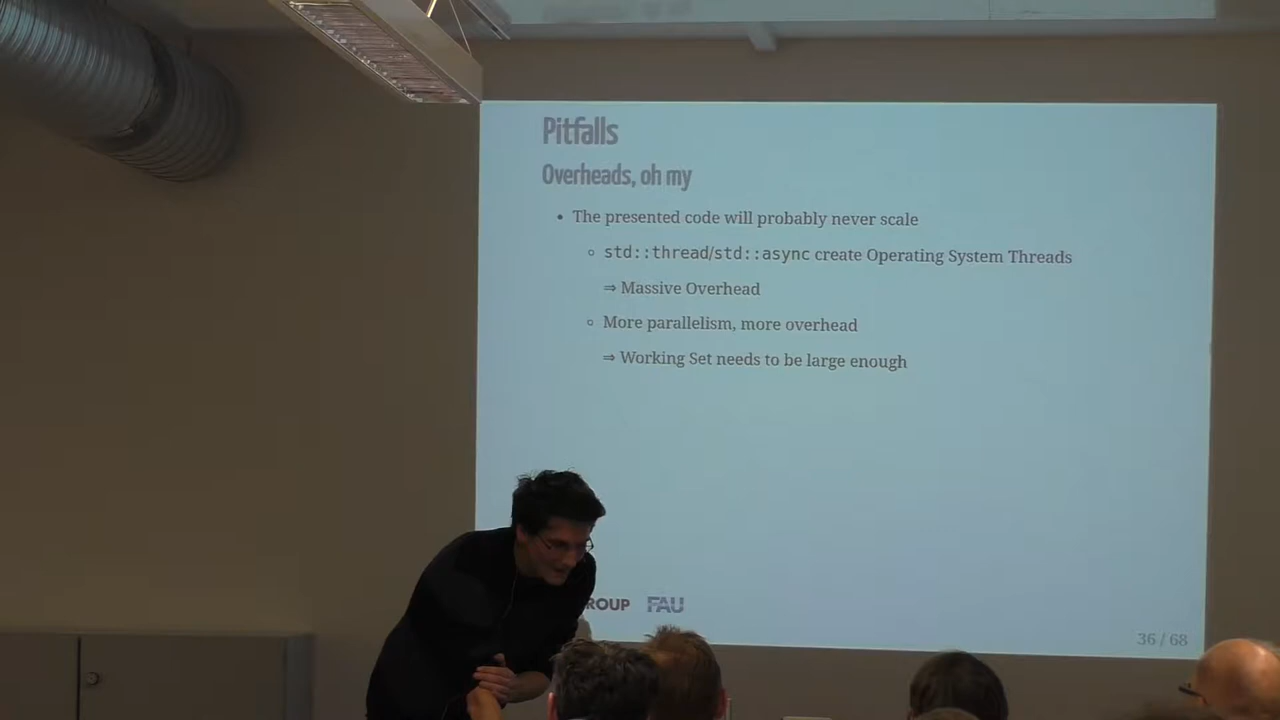 Pitfalls
Overheads, oh my
• The presented code will probably never scale
◦ std::thread/std::async create Operating System Threads
⇒ Massive Overhead
◦ More parallelism, more overhead
⇒ Working Set needs to be large enough
ROUP FAU
36 / 68